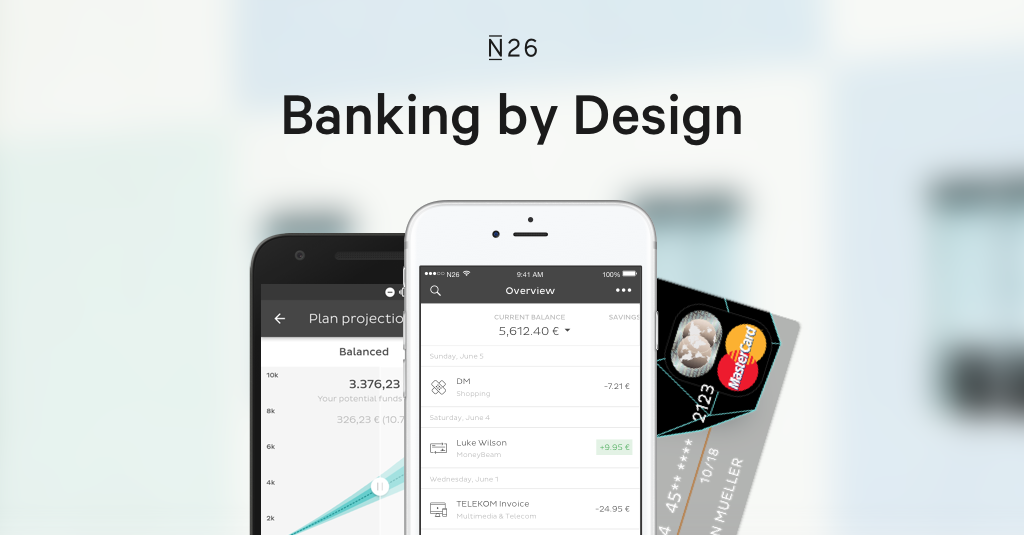 N26
Banking by Design
Plan projectio
Balanced
10k
8k
6k
4k
2k
3.376,23
Your potential funds
326,23 € (10.7
N26
9:41 AM
100%
Overview
CURRENT BALANCE
SAVINGS
5,612.40 €
Sunday, June 5
DM
Shopping
-7.21 €
Saturday, June 4
Luke Wilson
MoneyBeam
+9.95 €
Wednesday, June 1
TELEKOM Invoice
Multimedia & Telecom
-24.95 €
MasterCard
2123
4 45** ****
10/18
N MUELLER